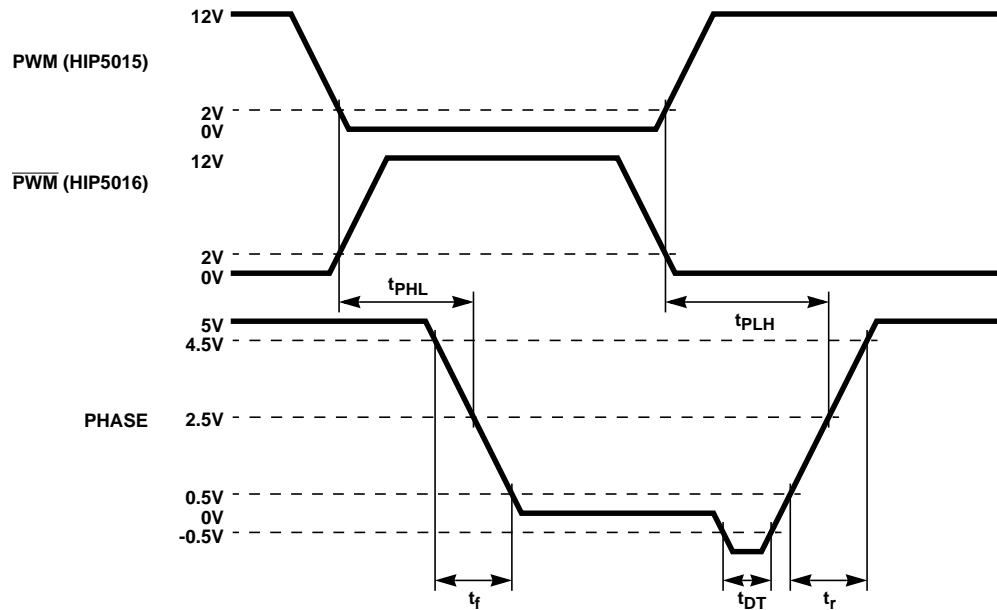 12V
PWM (HIP5015)
2V
0V
12V
PWM (HIP5016)
2V
0V
tPHL
tPLH
5V
4.5V
PHASE
2.5V
0.5V
0V
-0.5V
tf
tDT
tr